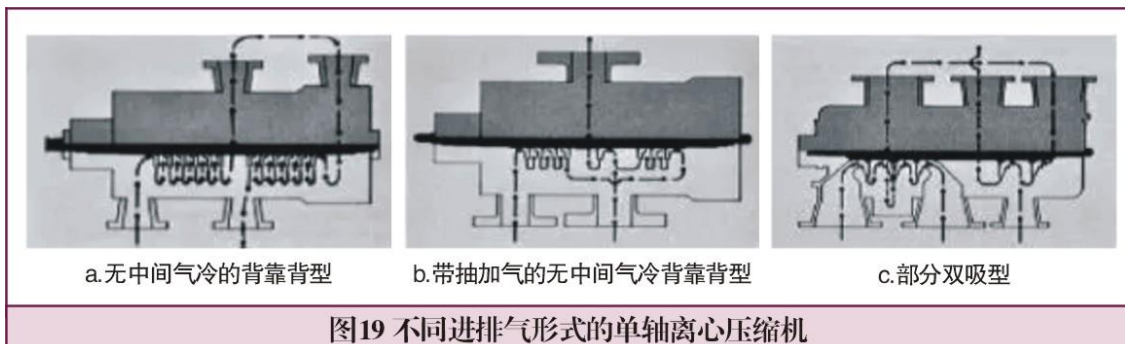 a.无中间气冷的背靠背型
b.带抽加气的无中间气冷背靠背型
c.部分双吸型
图19 不同进排气形式的单轴离心压缩机